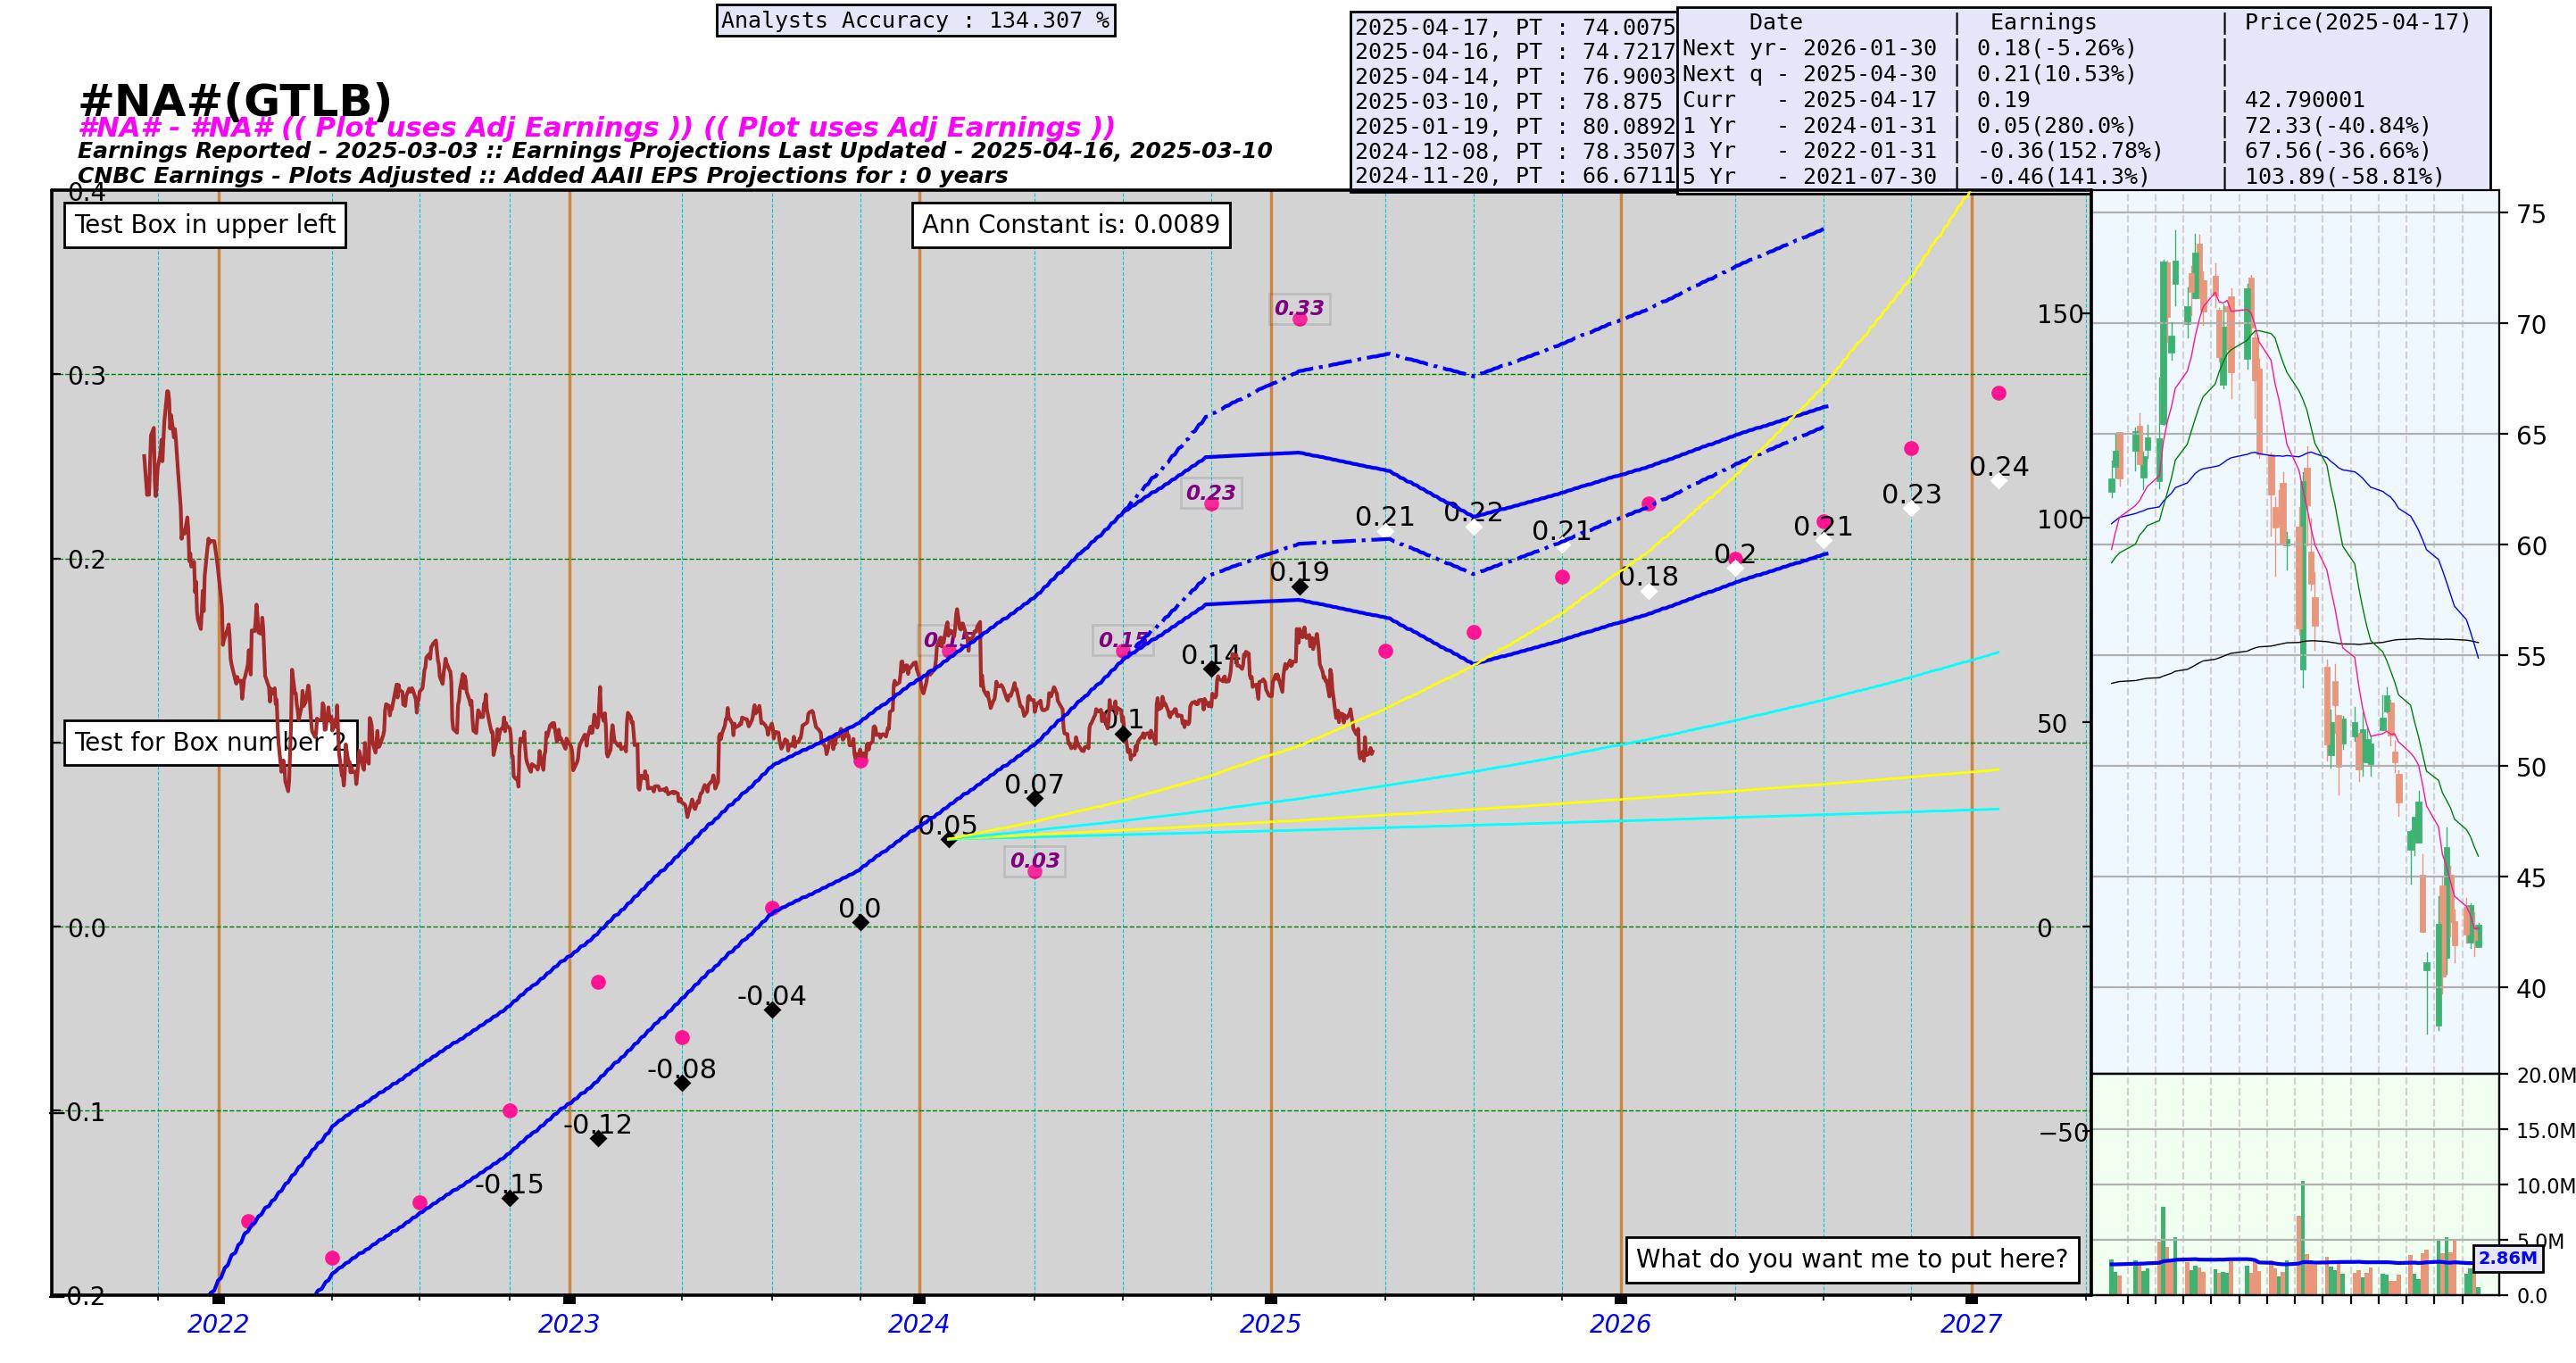 Analysts Accuracy : 134.307 %
2025-04-17, PT : 74.0075
2025-04-16, PT : 74.7217
2025-04-14, PT : 76.9003
2025-03-10, PT : 78.875
2025-01-19, PT : 80.0892
2024-12-08, PT : 78.3507
2024-11-20, PT : 66.6711
Date | Earnings | Price(2025-04-17)
Next yr- 2026-01-30 | 0.18(-5.26%) |
Next q - 2025-04-30 | 0.21(10.53%) |
Curr - 2025-04-17 | 0.19 | 42.790001
1 Yr - 2024-01-31 | 0.05(280.0%) | 72.33(-40.84%)
3 Yr - 2022-01-31 | -0.36(152.78%) | 67.56(-36.66%)
5 Yr - 2021-07-30 | -0.46(141.3%) | 103.89(-58.81%)
#NA#(GTLB)
#NA# - #NA# (( Plot uses Adj Earnings )) (( Plot uses Adj Earnings ))
Earnings Reported - 2025-03-03 :: Earnings Projections Last Updated - 2025-04-16, 2025-03-10
CNBC Earnings - Plots Adjusted :: Added AAII EPS Projections for : 0 years
Test Box in upper left
Ann Constant is: 0.0089
Test for Box number 2
What do you want me to put here?
0.4
0.3
0.2
0.0
−0.1
−0.2
-0.15
-0.12
-0.08
-0.04
0.0
0.05
0.07
0.1
0.14
0.19
0.21
0.22
0.21
0.18
0.2
0.21
0.23
0.24
0.15
0.03
0.15
0.23
0.33
150
100
50
0
−50
75
70
65
60
55
50
45
40
20.0M
15.0M
10.0M
5.0M
2.86M
0.0
2022
2023
2024
2025
2026
2027